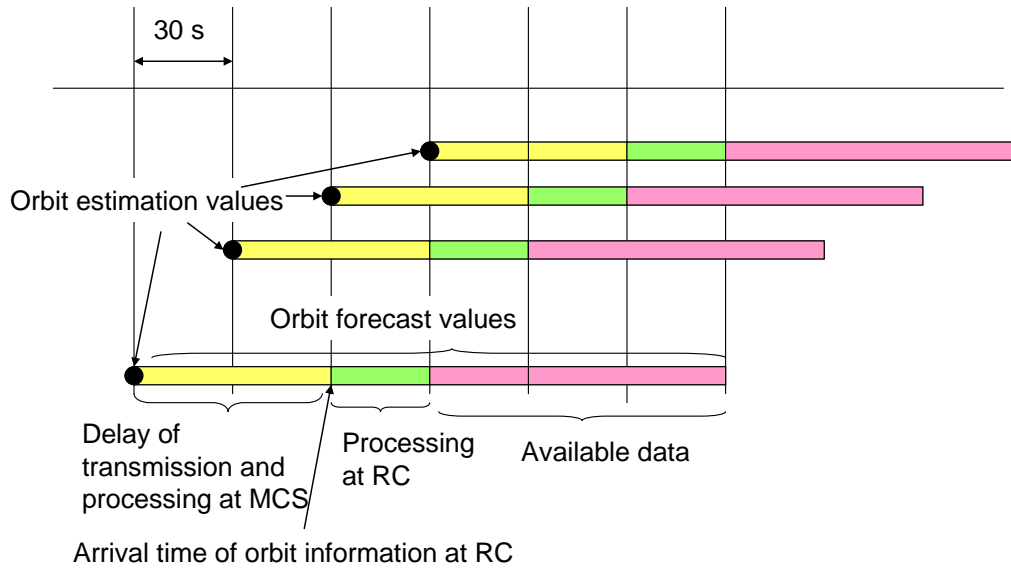 30 s
Orbit estimation values
Orbit forecast values
Delay of
transmission and
processing at MCS
Processing
at RC
Available data
Arrival time of orbit information at RC